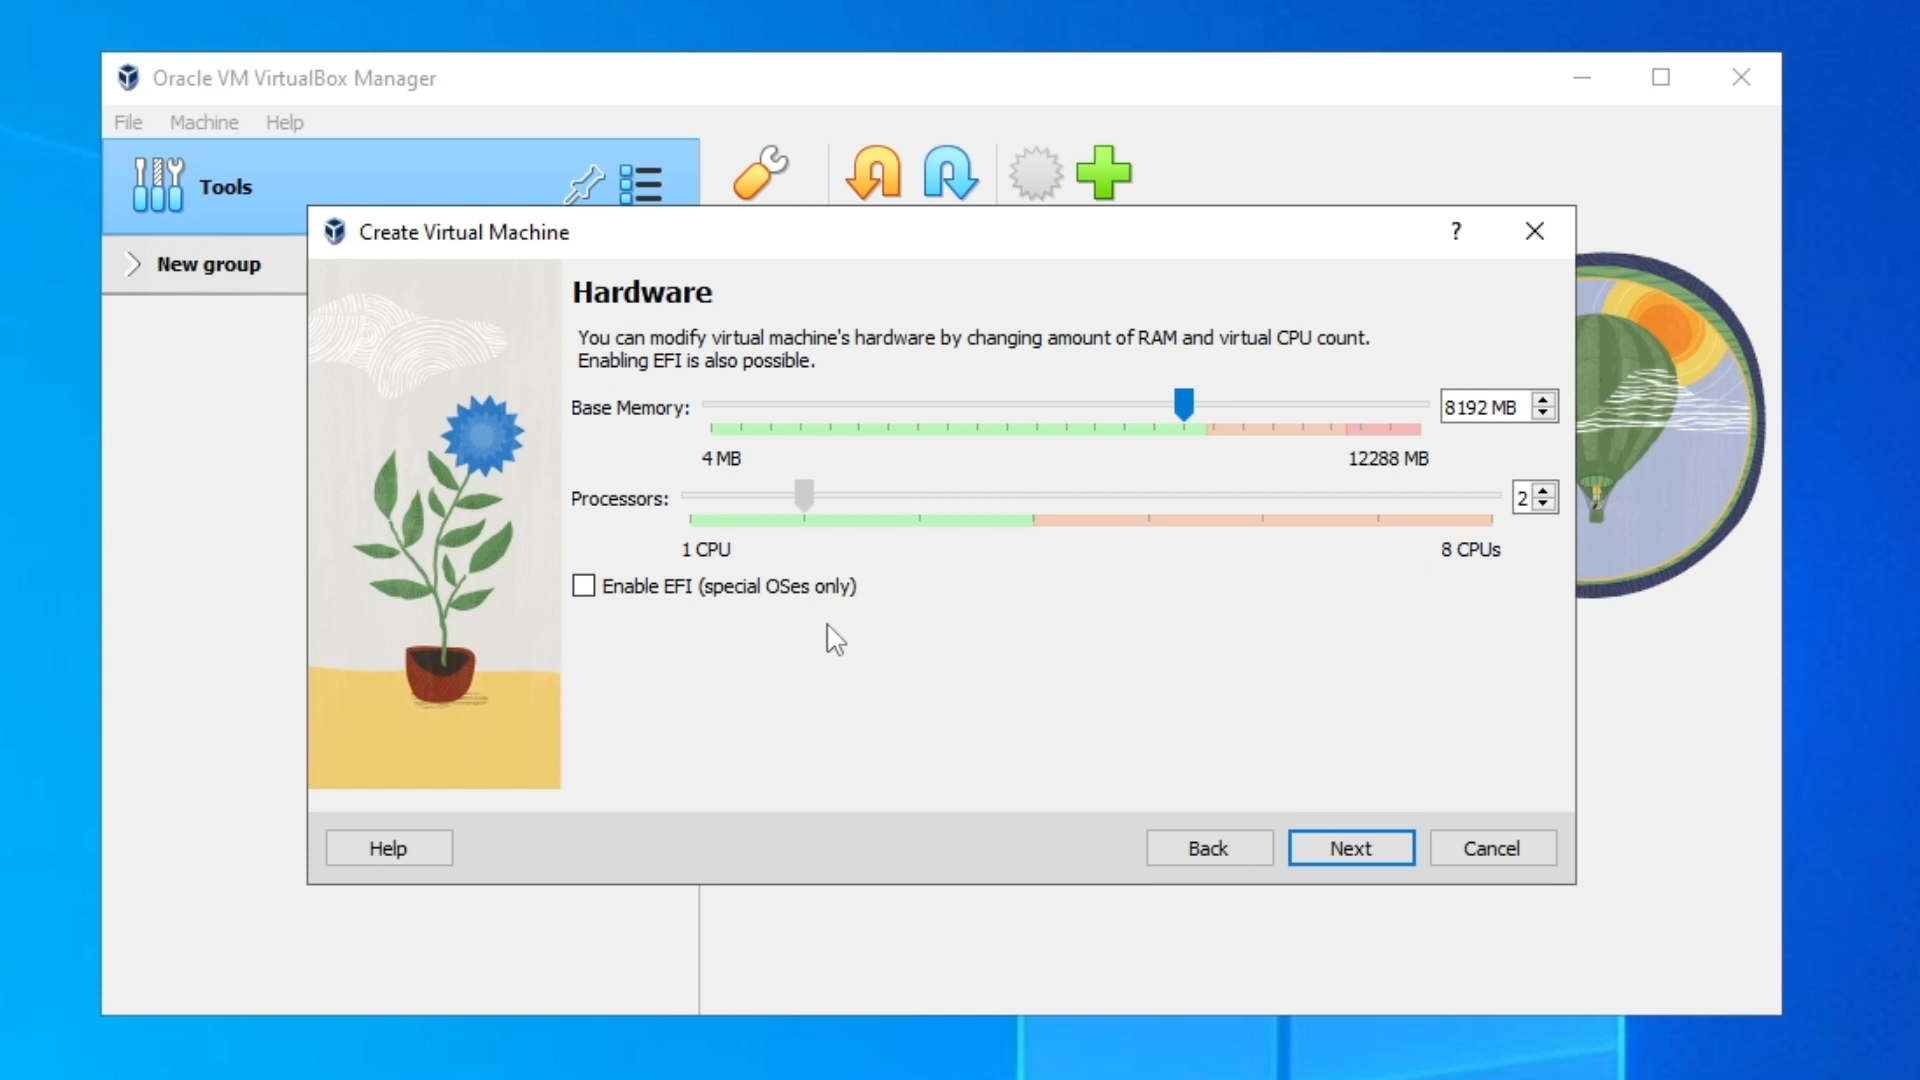 Oracle VM VirtualBox Manager
File Machine Help
Tools
New group
Create Virtual Machine
?
Hardware
You can modify virtual machine's hardware by changing amount of RAM and virtual CPU count.
Enabling EFI is also possible.
Base Memory: 8192 MB
4 MB 12288 MB
Processors: 2
1 CPU 8 CPUs
Enable EFI (special OSes only)
Help Back Next Cancel